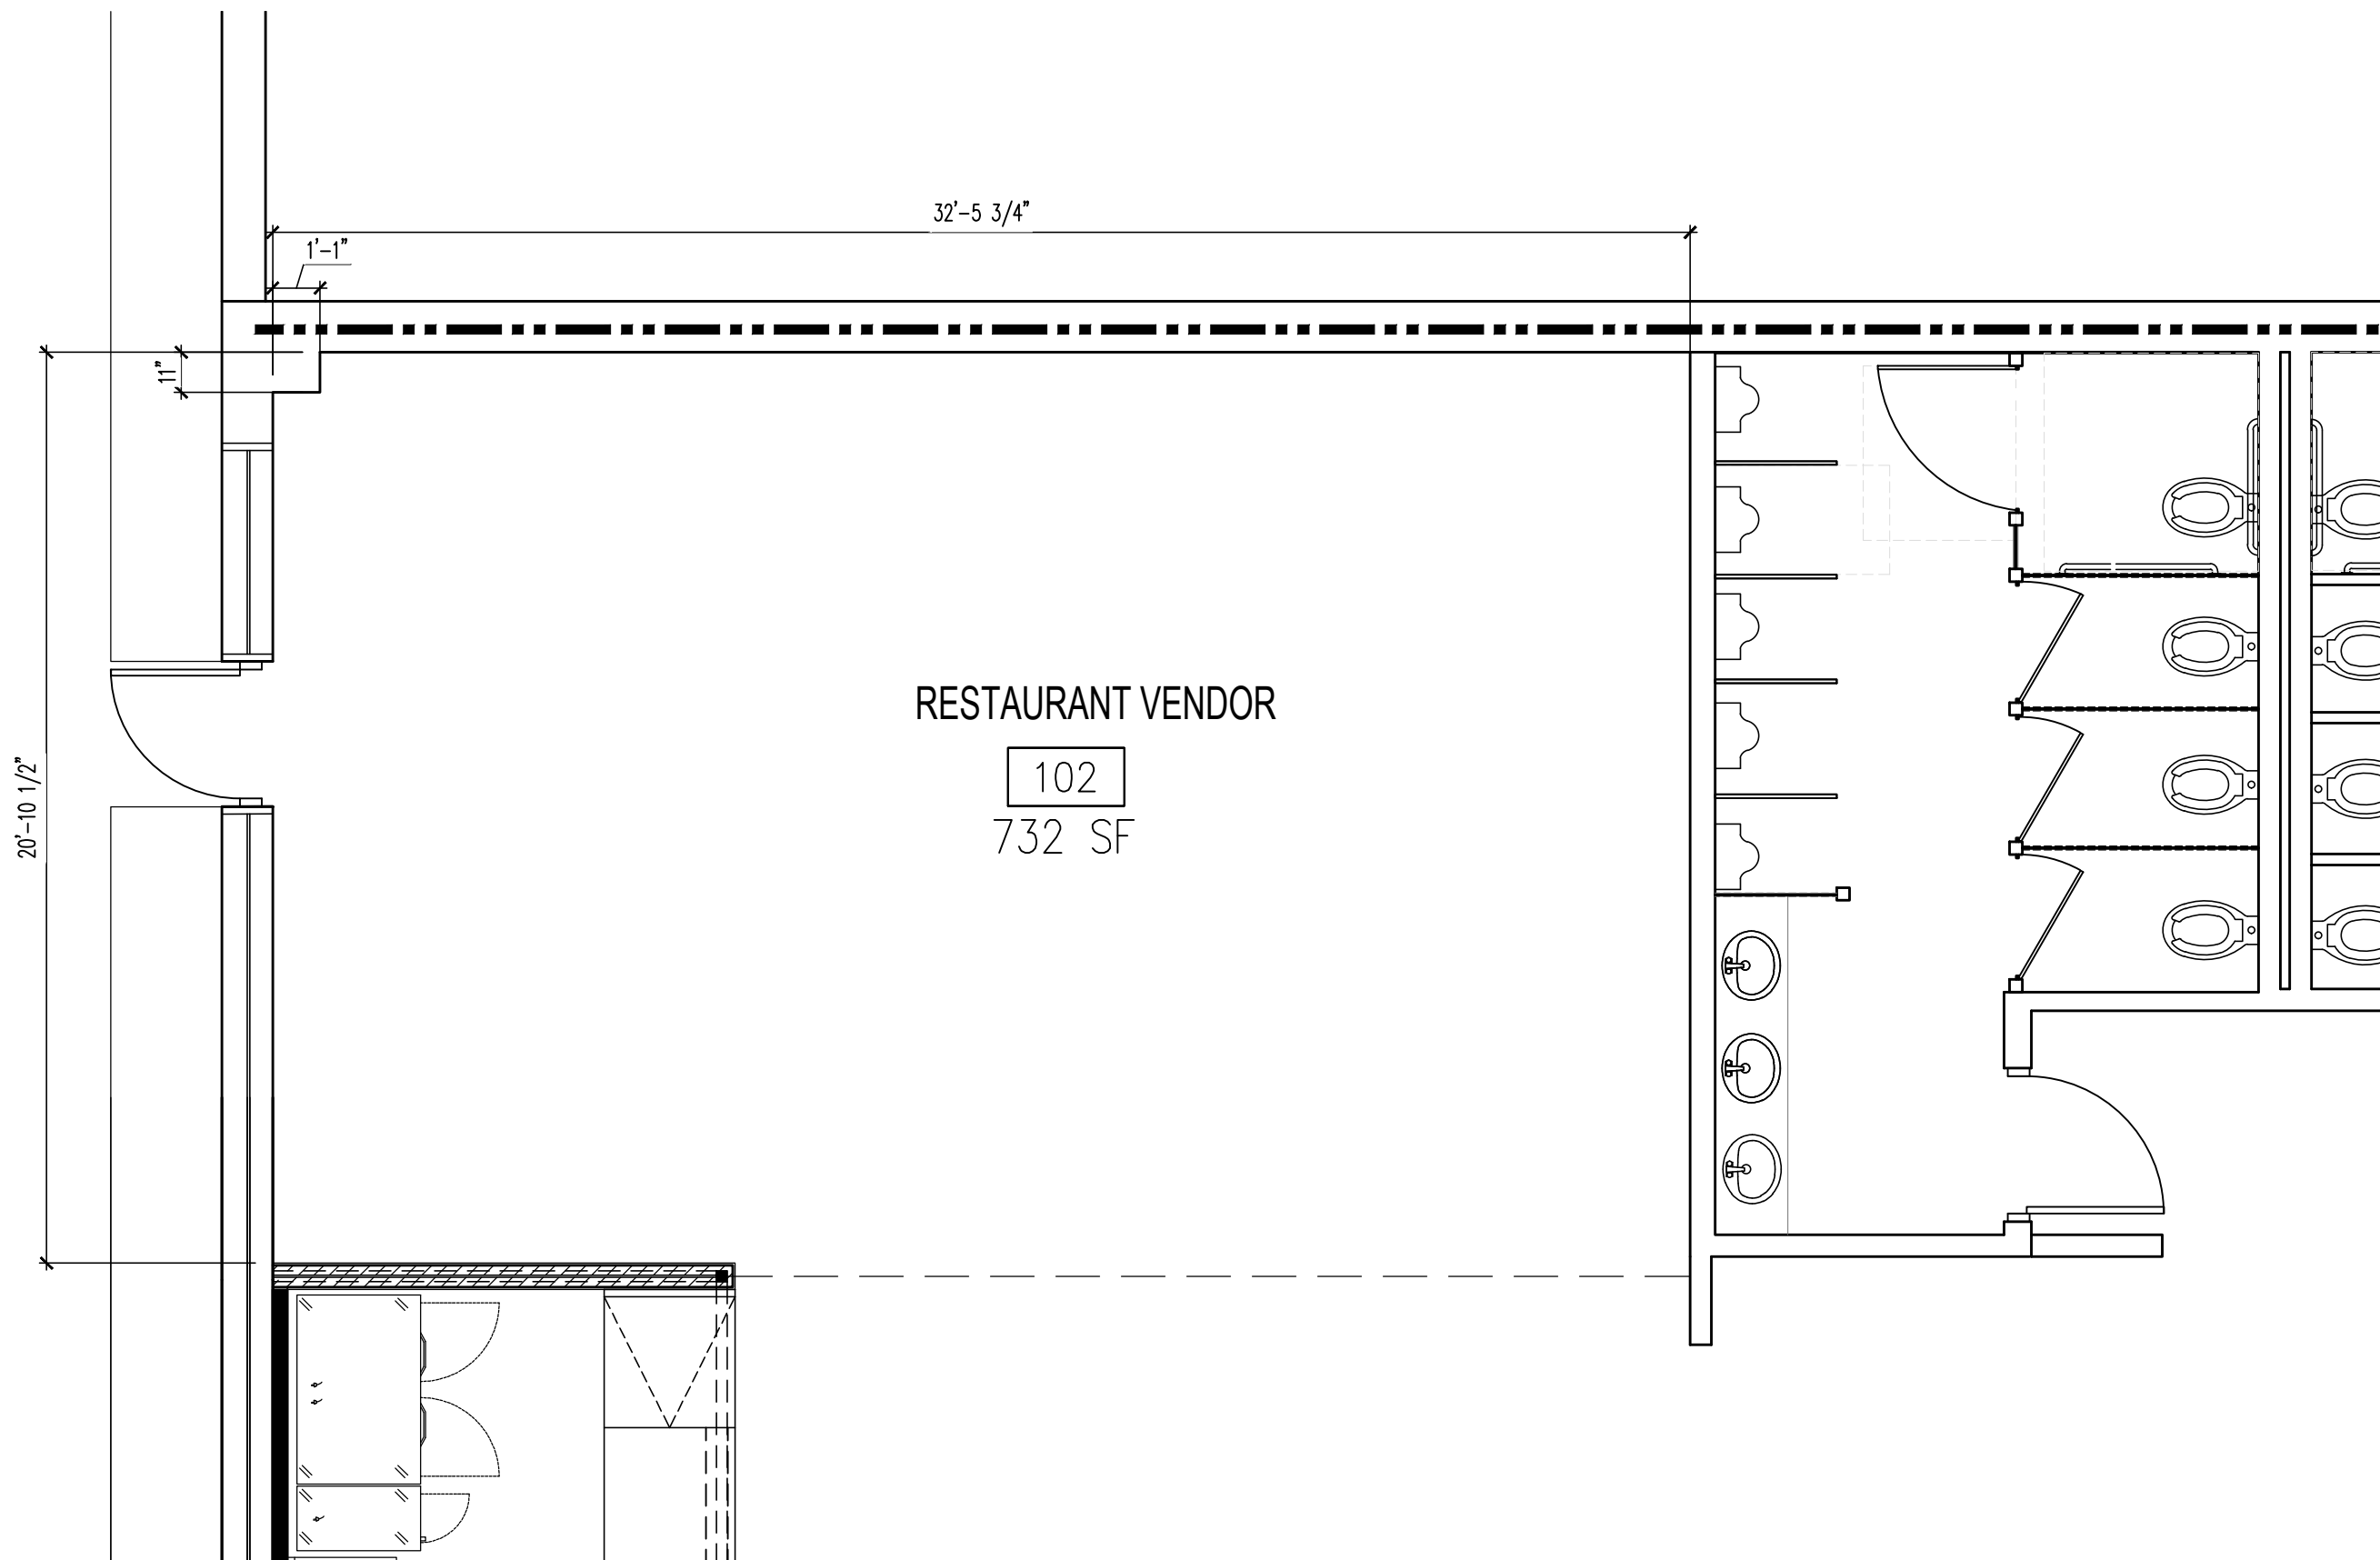 32'-5 3/4"
1'-1"
11"
RESTAURANT VENDOR
102
732 SF
20'-10 1/2"